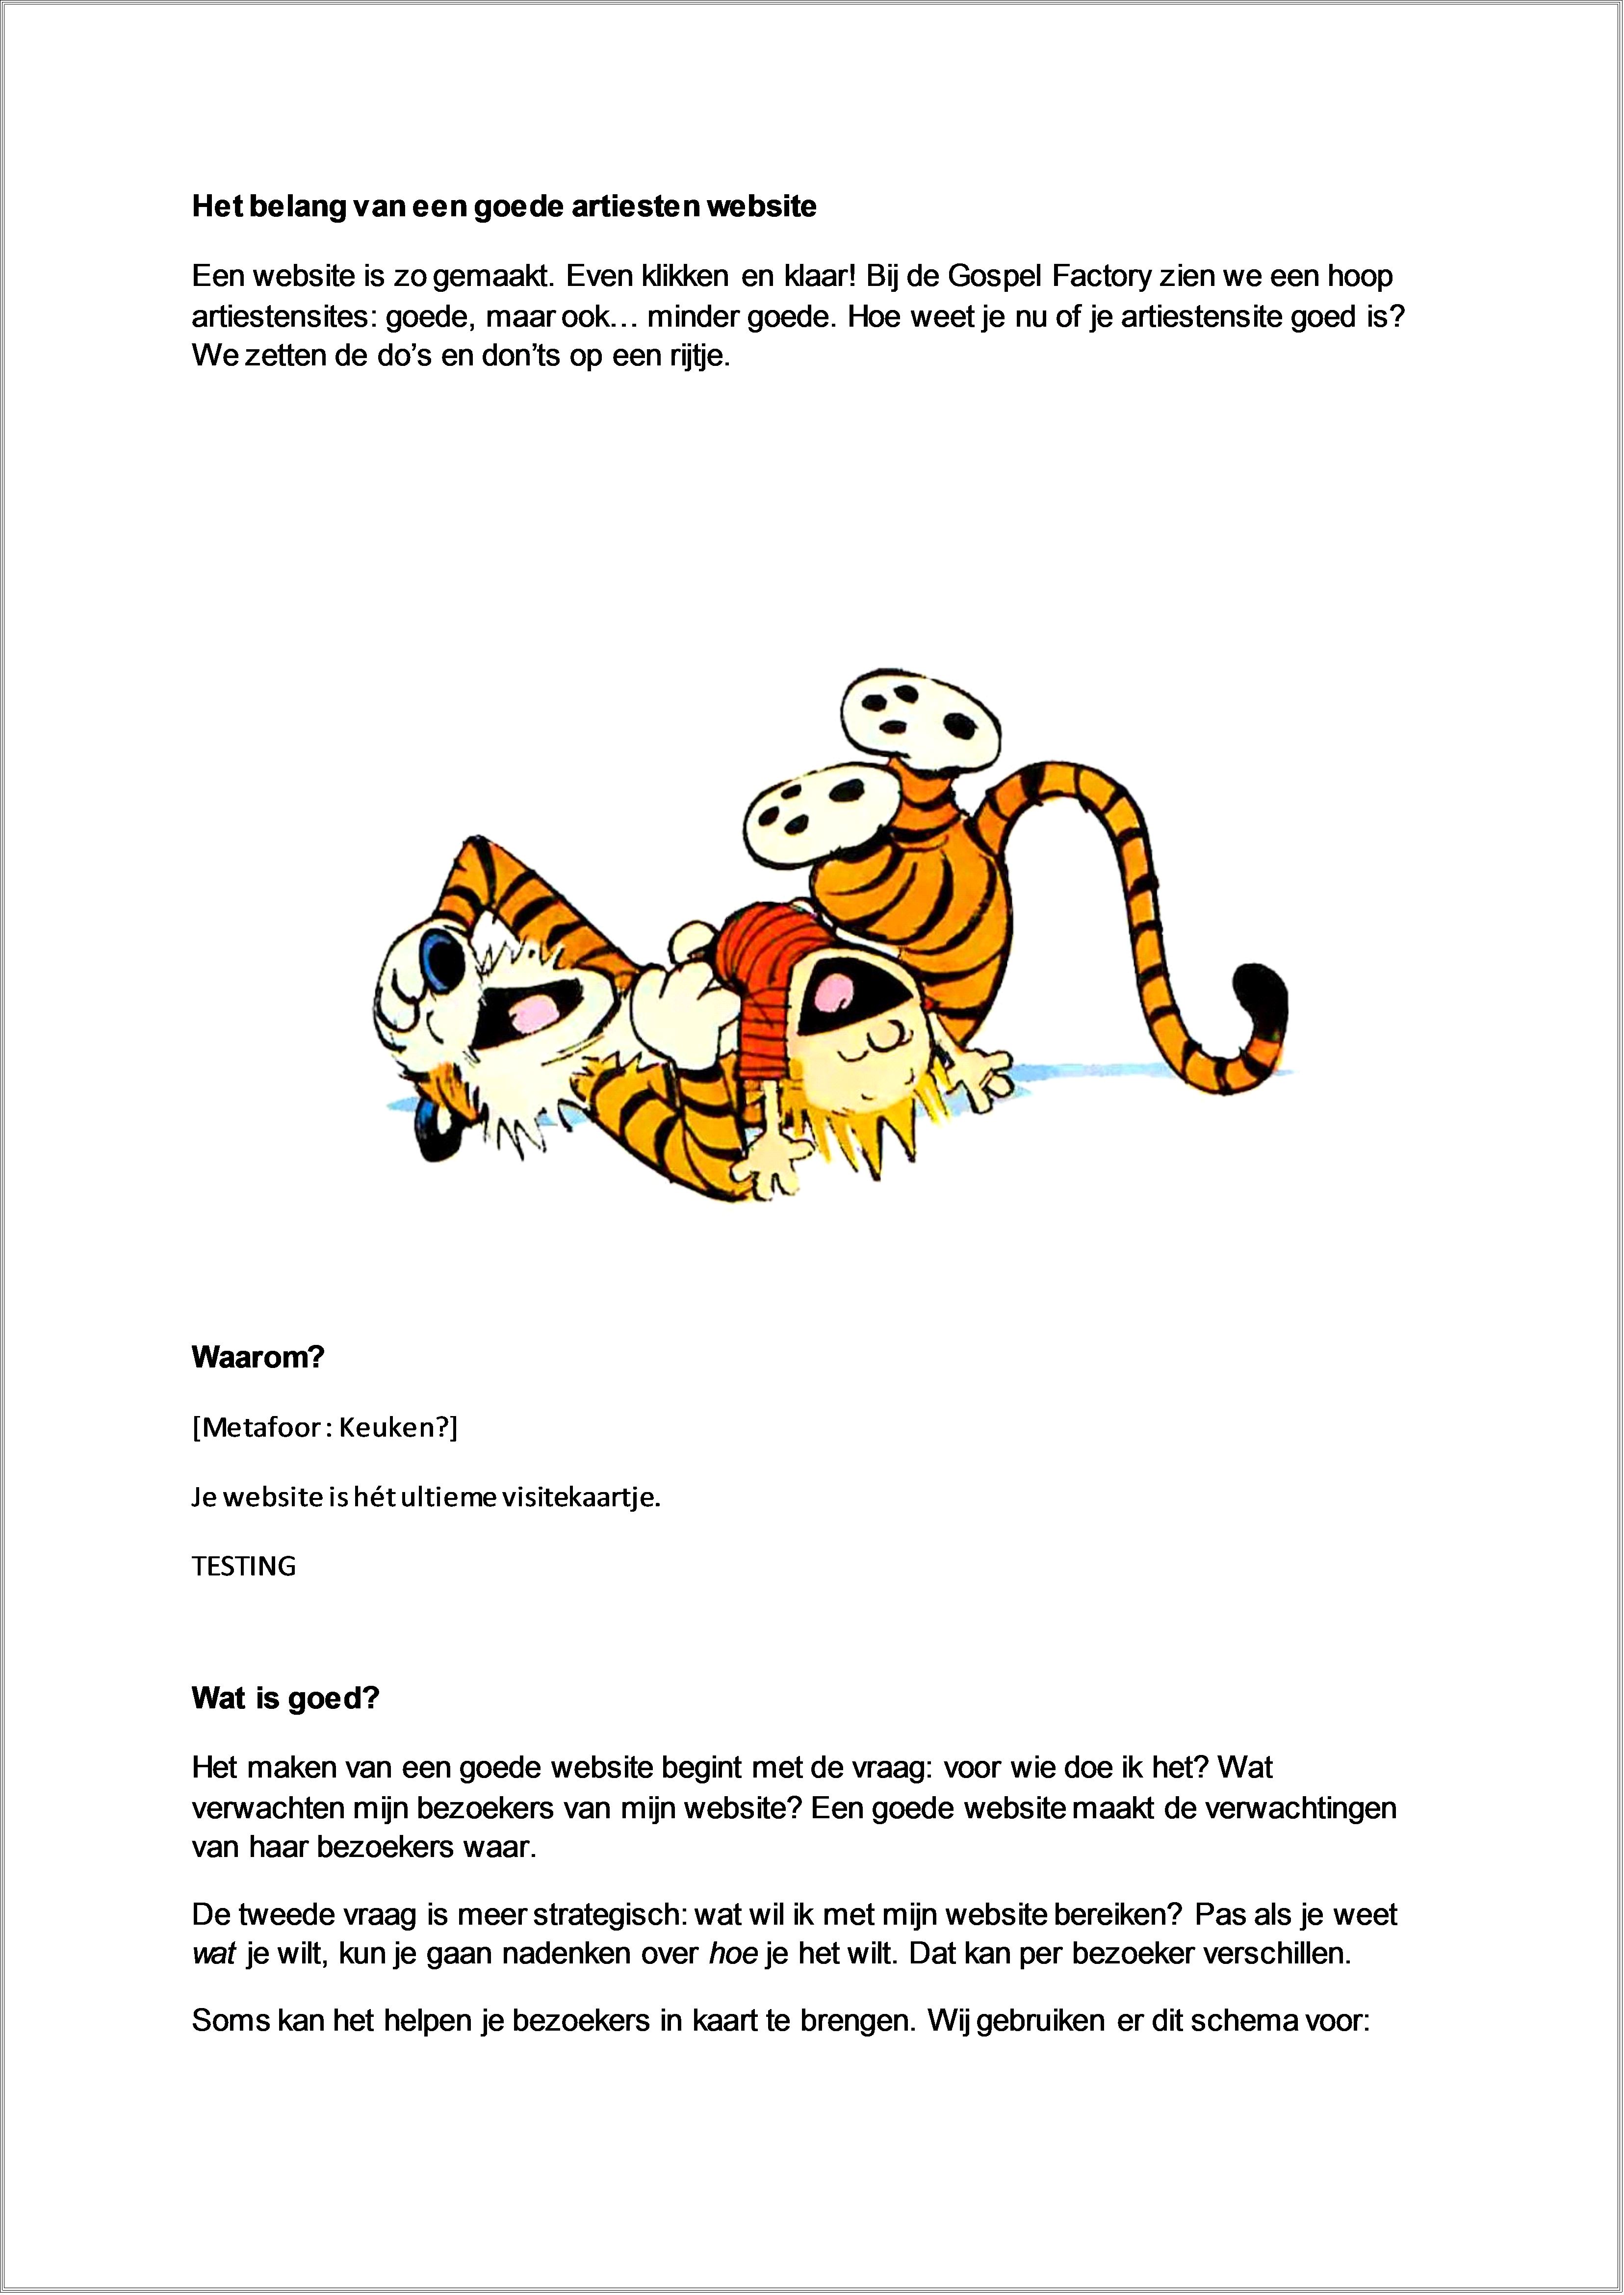 Het belang van een goede artiesten website
Een website is zo gemaakt. Even klikken en klaar! Bij de Gospel Factory zien we een hoop
artiestensites: goede, maar ook… minder goede. Hoe weet je nu of je artiestensite goed is?
We zetten de do’s en don’ts op een rijtje.
Waarom?
[Metafoor : Keuken?]
Je website is hét ultieme visitekaartje.
TESTING
Wat is goed?
Het maken van een goede website begint met de vraag: voor wie doe ik het? Wat
verwachten mijn bezoekers van mijn website? Een goede website maakt de verwachtingen
van haar bezoekers waar.
De tweede vraag is meer strategisch: wat wil ik met mijn website bereiken? Pas als je weet
wat je wilt, kun je gaan nadenken over hoe je het wilt. Dat kan per bezoeker verschillen.
Soms kan het helpen je bezoekers in kaart te brengen. Wij gebruiken er dit schema voor: